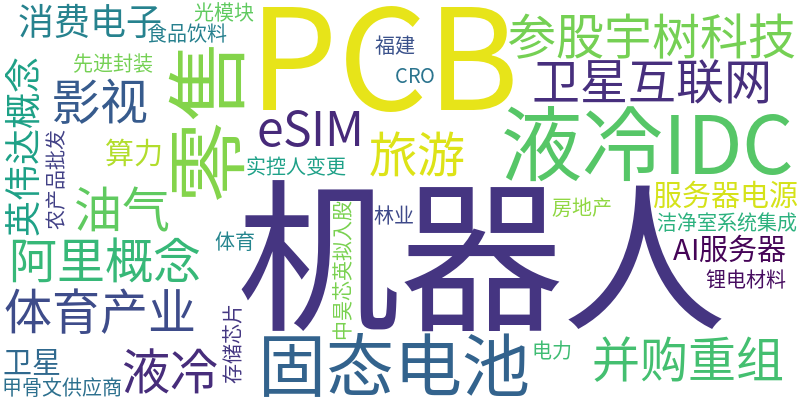 消费电子
光模块
食品饮料
先进封装
福建
CRO
PCB
参股宇树科技
卫星互联网
英伟达概念
影视
农产品批发
算力
零售
eSIM
旅游
液冷IDC
实控人变更
油气
机器人
林业
房地产
服务器电源
洁净室系统集成
AI服务器
锂电材料
阿里概念
体育
中昊芯英拟入股
体育产业
存储芯片
卫星
液冷
甲骨文供应商
固态电池
电力
并购重组